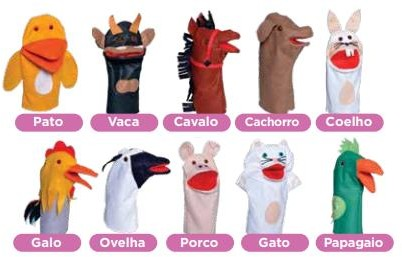 Pato
Vaca
Cavalo
Cachorro
Coelho
Galo
Ovelha
Porco
Gato
Papagaio